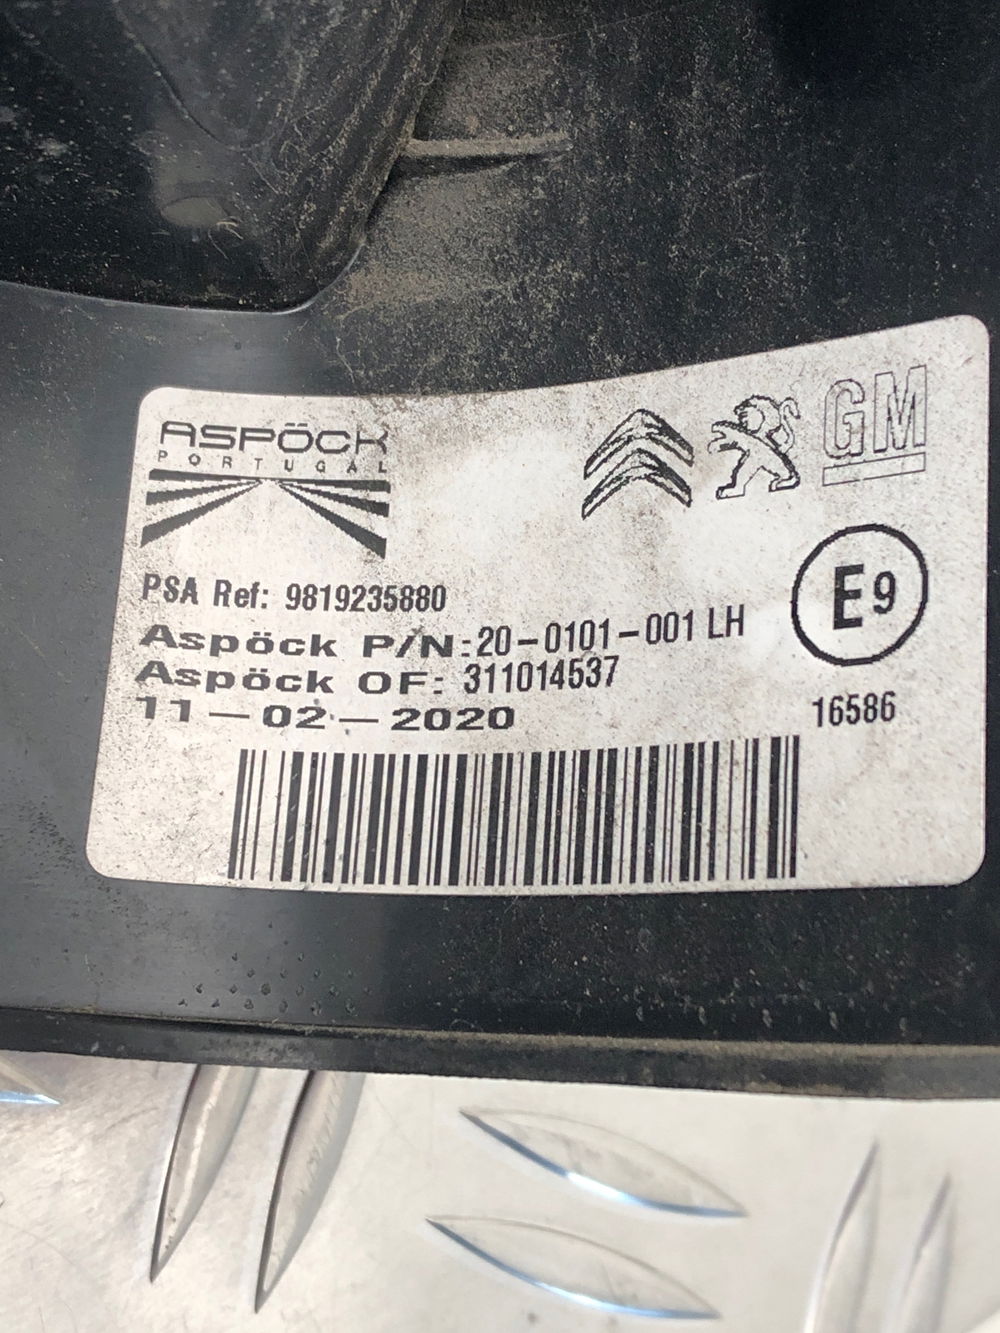 ASPÖCK
PORTUGAL
GM
PSA Ref: 9819235880
E9
Aspöck P/N:20-0101-001 LH
Aspöck OF: 311014537
11-02-2020
16586